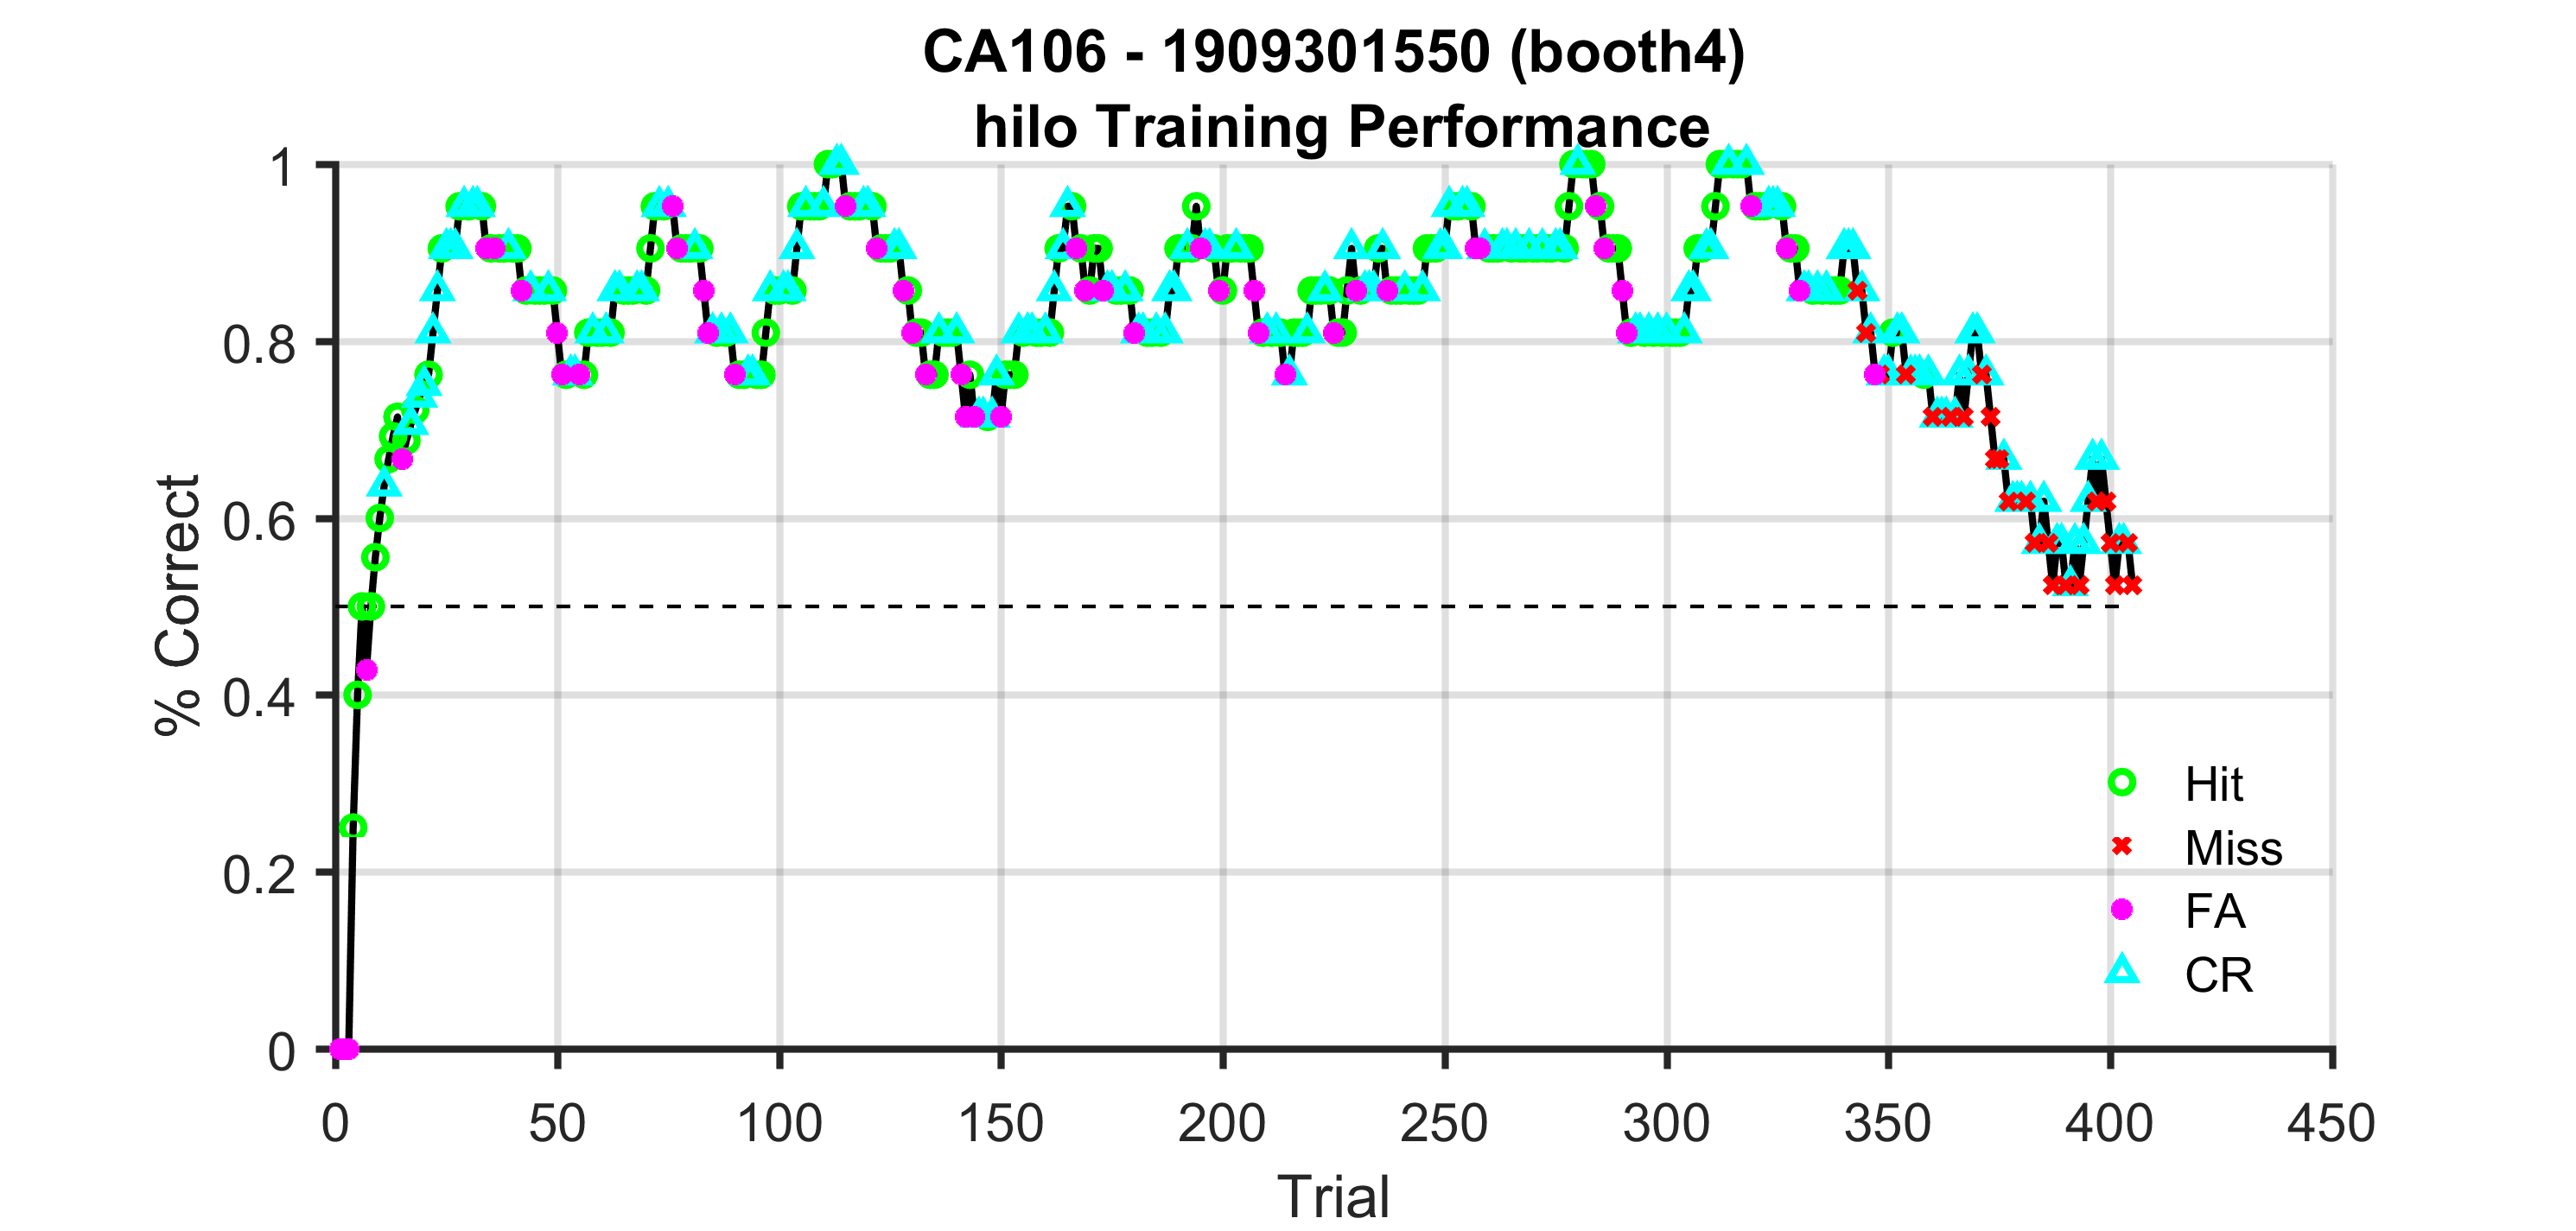 CA106 - 1909301550 (booth4)
hilo Training Performance
% Correct
1
0.8
0.6
0.4
0.2
0
0 50 100 150 200 250 300 350 400 450
Trial
Hit
Miss
FA
CR